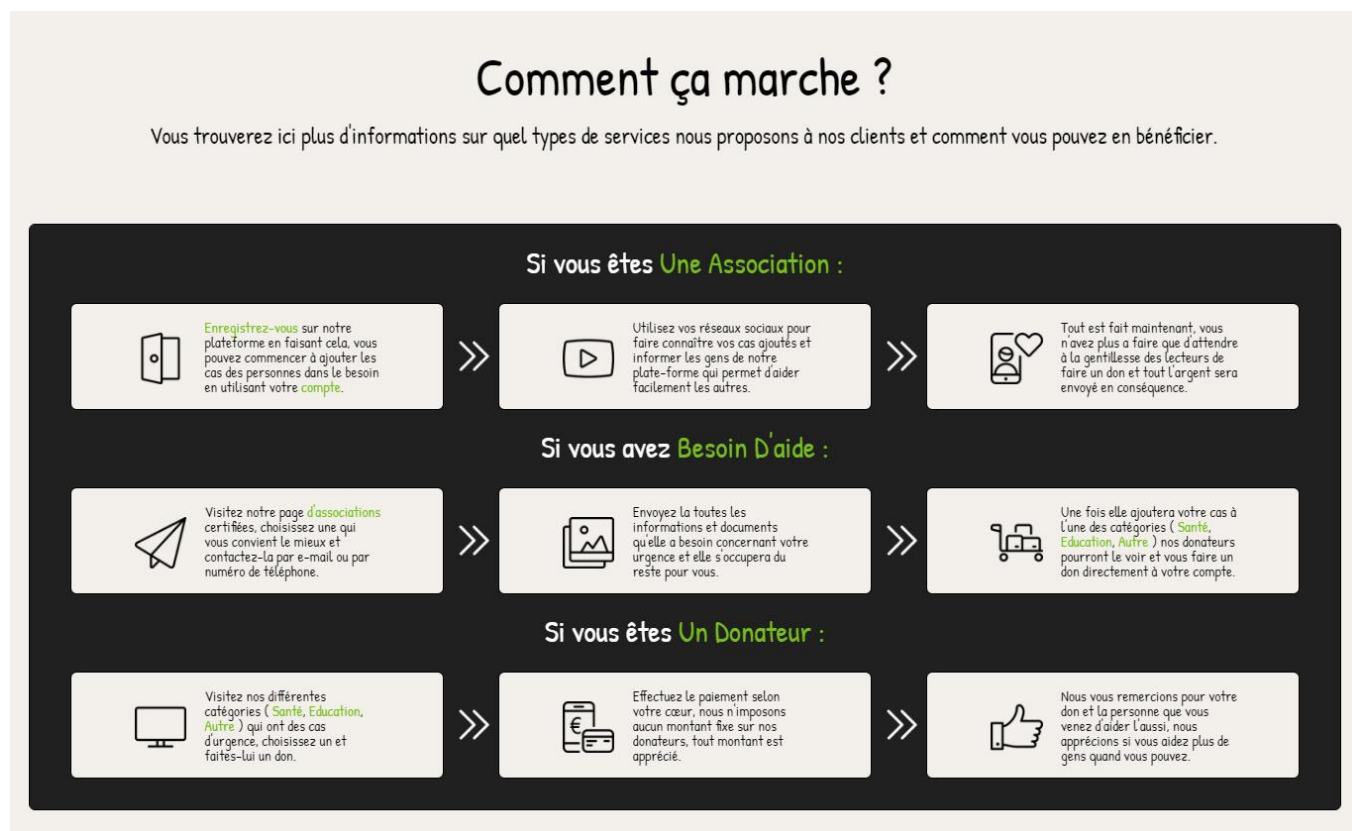 Comment ça marche ?
Vous trouverez ici plus d'informations sur quel types de services nous proposons à nos clients et comment vous pouvez en bénéficier.
Si vous êtes Une Association :
Enregistrez-vous sur notre
plateforme en faisant cela, vous
pouvez commencer à ajouter les
cas des personnes dans le besoin
en utilisant votre compte.
Utilisez vos réseaux sociaux pour
faire connaître vos cas ajoutés et
informer les gens de notre
plate-forme qui permet d'aider
facilement les autres.
Tout est fait maintenant, vous
n'avez plus a faire que d'attendre
à la gentillesse des lecteurs de
faire un don et tout l'argent sera
envoyé en conséquence.
Si vous avez Besoin D'aide :
Visitez notre page d'associations
certifiées, choisissez une qui
vous convient le mieux et
contactez-la par e-mail ou par
numéro de téléphone.
Envoyez la toutes les
informations et documents
qu'elle a besoin concernant votre
urgence et elle s'occupera du
reste pour vous.
Une fois elle ajoutera votre cas à
l'une des catégories ( Santé,
Education, Autre ) nos donateurs
pourront le voir et vous faire un
don directement à votre compte.
Si vous êtes Un Donateur :
Visitez nos différentes
catégories ( Santé, Education,
Autre ) qui ont des cas
d'urgence, choisissez un et
faites-lui un don.
Effectuez le paiement selon
votre cœur, nous n'imposons
aucun montant fixe sur nos
donateurs, tout montant est
apprécié.
Nous vous remercions pour votre
don et la personne que vous
venez d'aider l'aussi, nous
apprécions si vous aidez plus de
gens quand vous pouvez.